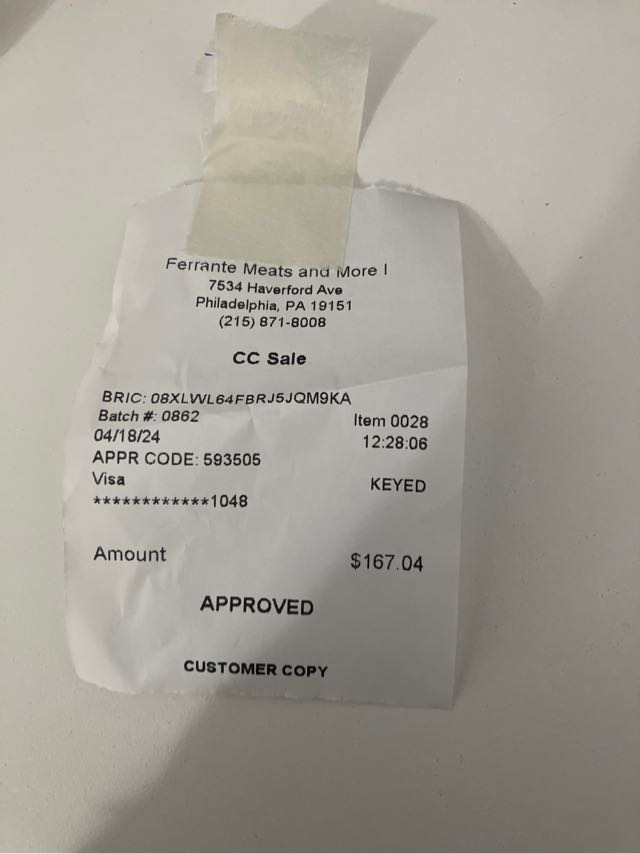 Ferrante Meats and More I
7534 Haverford Ave
Philadelphia, PA 19151
(215) 871-8008
CC Sale
BRIC: 08XLWL64FBRJ5JQM9KA
Batch #: 0862 Item 0028
04/18/24 12:28:06
APPR CODE: 593505
Visa KEYED
************1048
Amount $167.04
APPROVED
CUSTOMER COPY